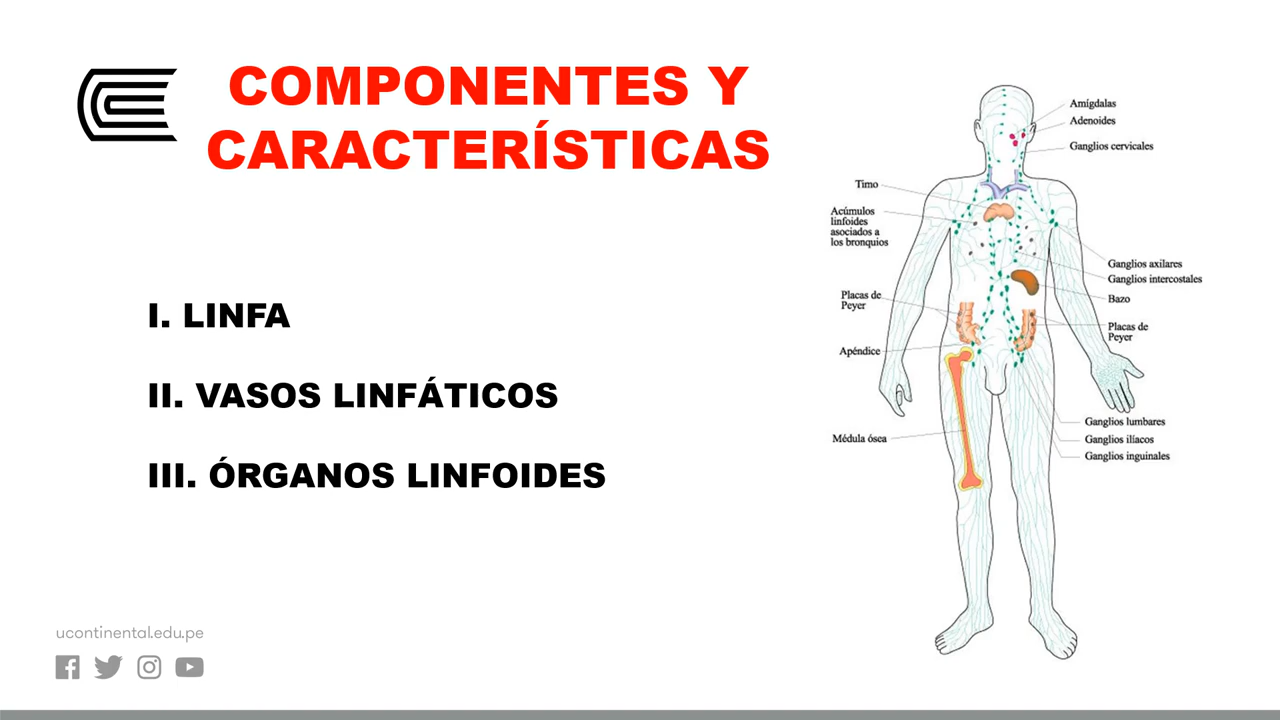 COMPONENTES Y
CARACTERÍSTICAS
I. LINFA
II. VASOS LINFÁTICOS
III. ÓRGANOS LINFOIDES
ucontinental.edu.pe
Amígdalas
Adenoides
Ganglios cervicales
Timo
Acúmulos
linfoides
asociados a
los bronquios
Ganglios axilares
Ganglios intercostales
Bazo
Placas de
Peyer
Placas de
Peyer
Apéndice
Ganglios lumbares
Médula ósea
Ganglios ilíacos
Ganglios inguinales